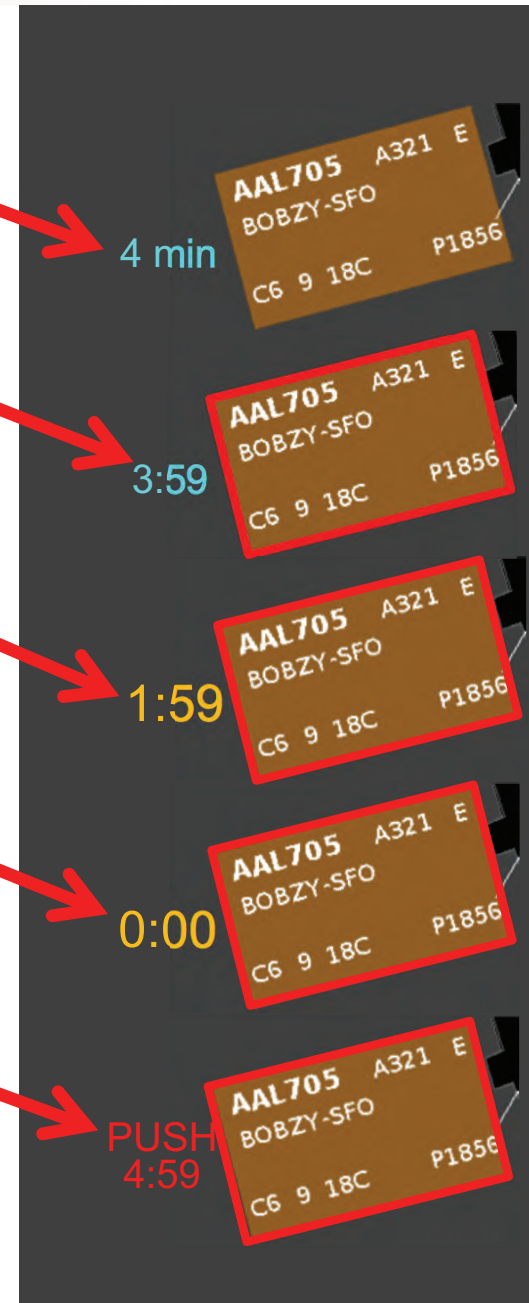 4 min
AAL705 A321 E
BOBZY-SFO
C6 9 18C P1856
3:59
AAL705 A321 E
BOBZY-SFO
C6 9 18C P1856
1:59
AAL705 A321 E
BOBZY-SFO
C6 9 18C P1856
0:00
AAL705 A321 E
BOBZY-SFO
C6 9 18C P1856
PUSH
4:59
AAL705 A321 E
BOBZY-SFO
C6 9 18C P1856